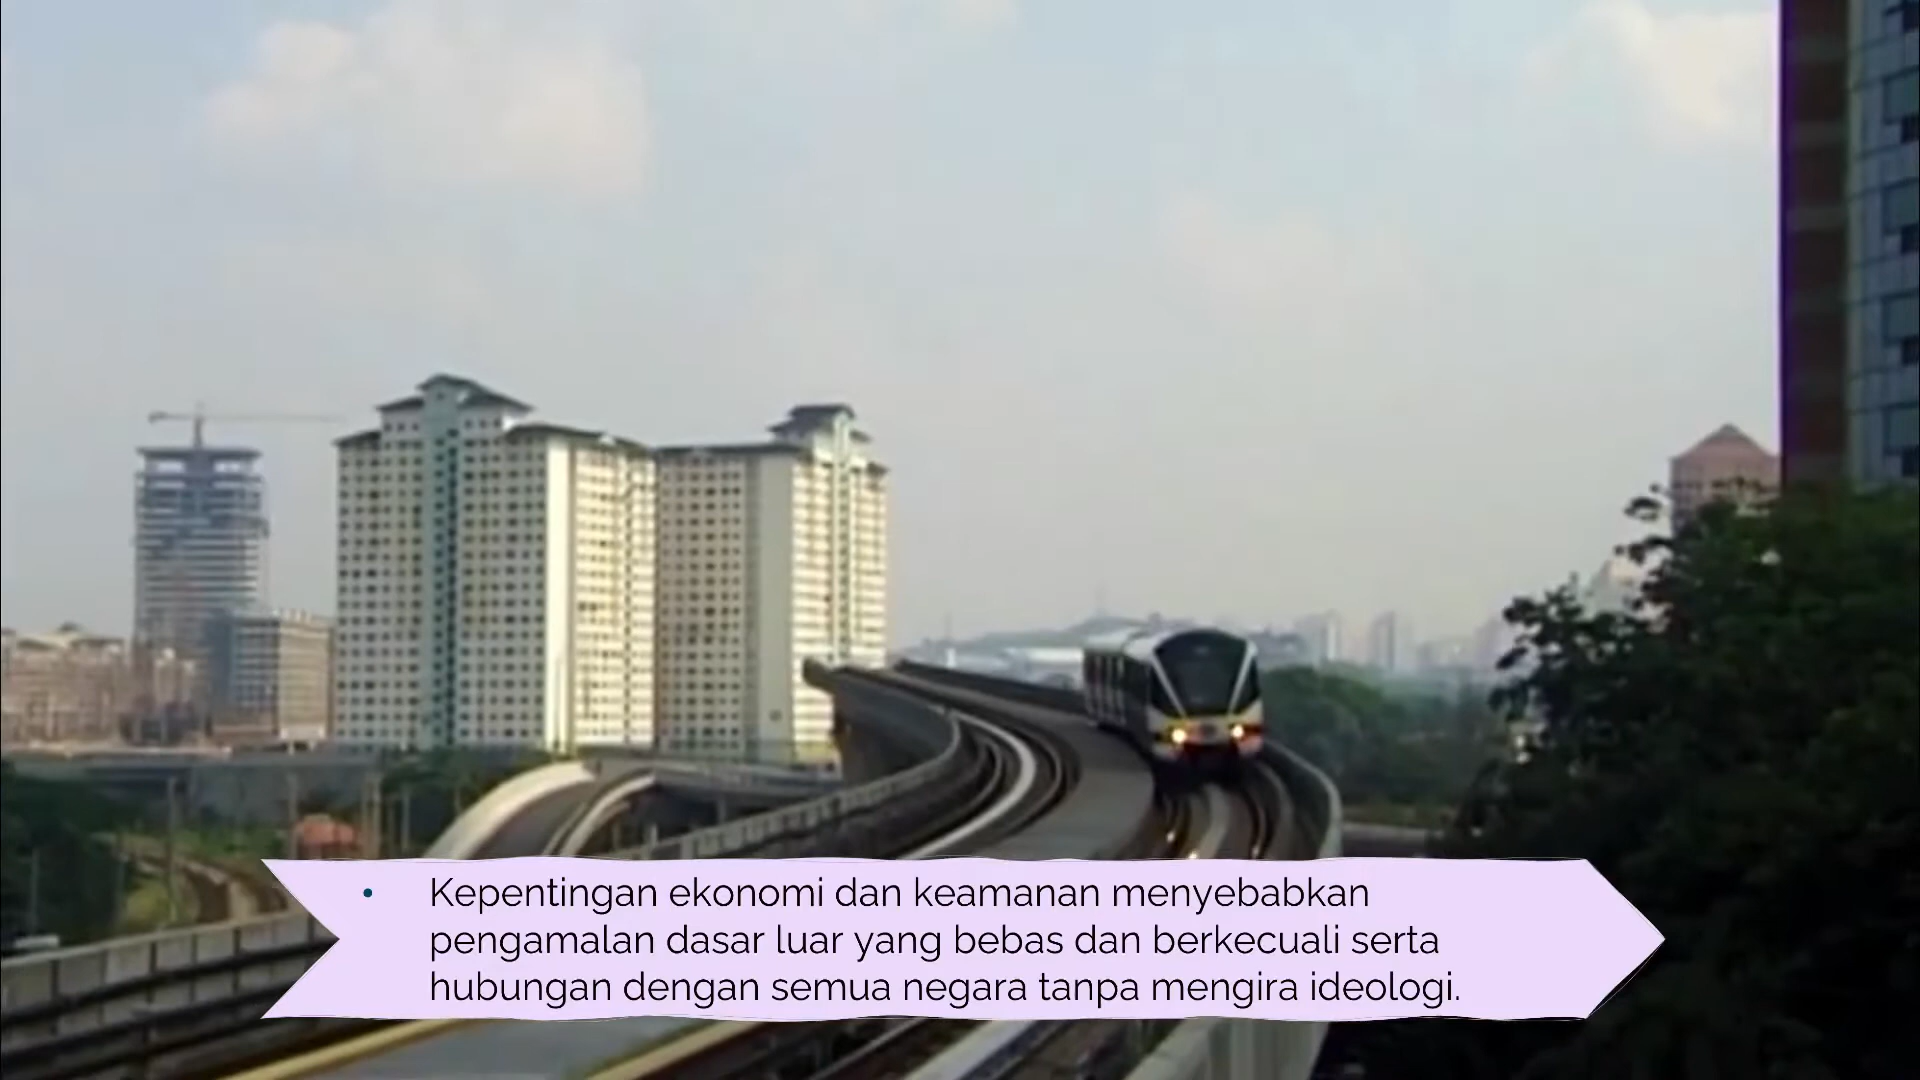 • Kepentingan ekonomi dan keamanan menyebabkan
pengamalan dasar luar yang bebas dan berkecuali serta
hubungan dengan semua negara tanpa mengira ideologi.